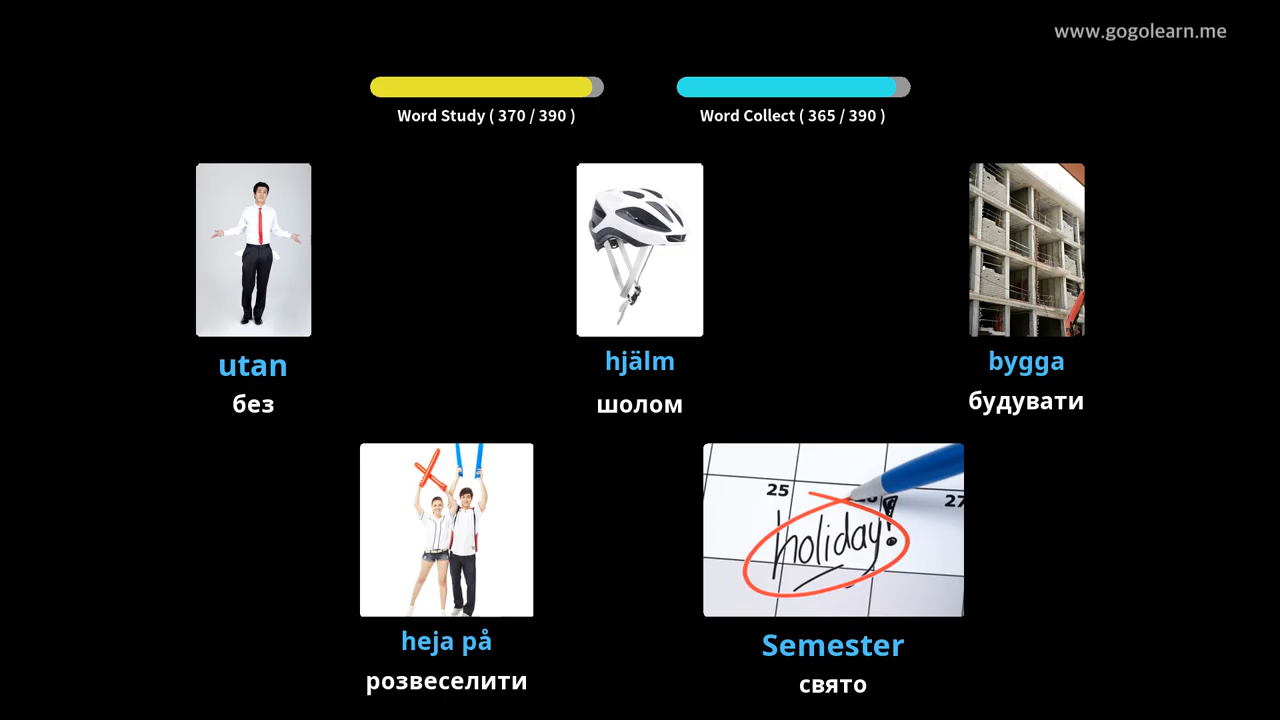 www.gogolearn.me
Word Study ( 370 / 390 )
Word Collect ( 365 / 390 )
utan
без
hjälm
шолом
bygga
будувати
25
27
holiday!
heja på
розвеселити
Semester
свято